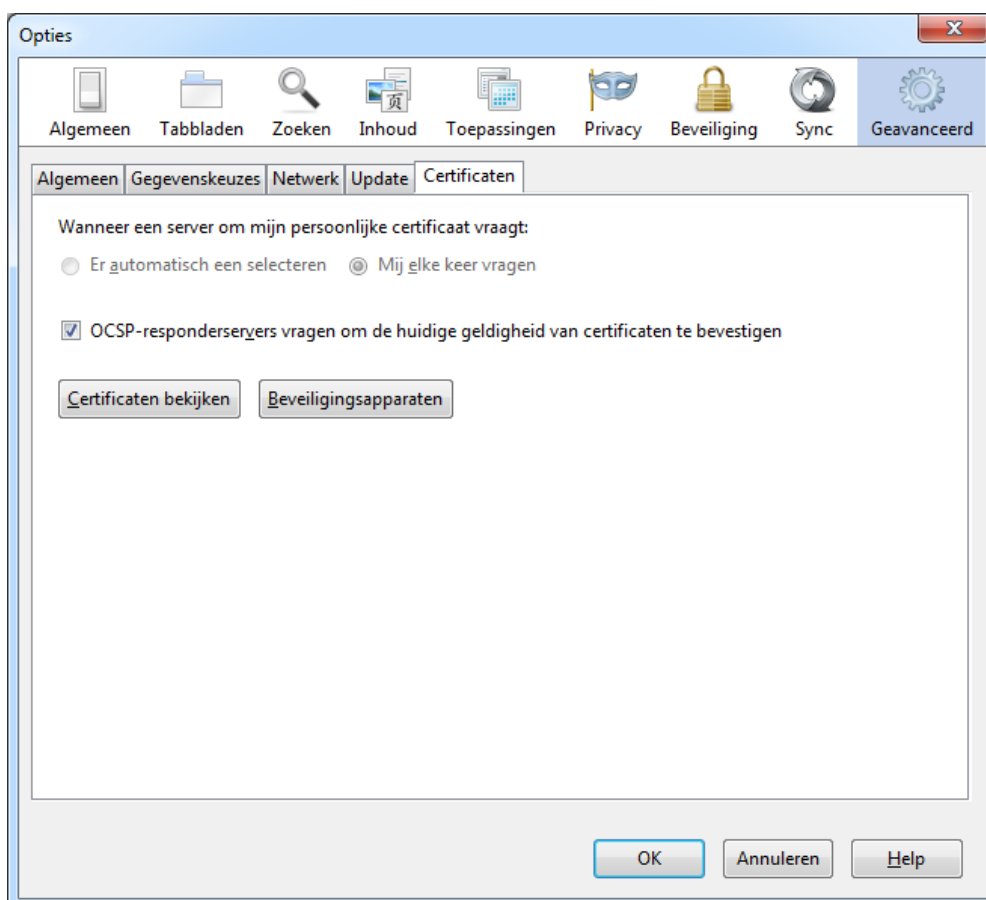 Opties
x
Algemeen Tabbladen Zoeken Inhoud Toepassingen Privacy Beveiliging Sync Geavanceerd
页
Algemeen Gegevenskeuzes Netwerk Update Certificaten
Wanneer een server om mijn persoonlijke certificaat vraagt:
Er automatisch een selecteren Mij elke keer vragen
OCSP-responderservers vragen om de huidige geldigheid van certificaten te bevestigen
Certificaten bekijken Beveiligingsapparaten
OK Annuleren Help